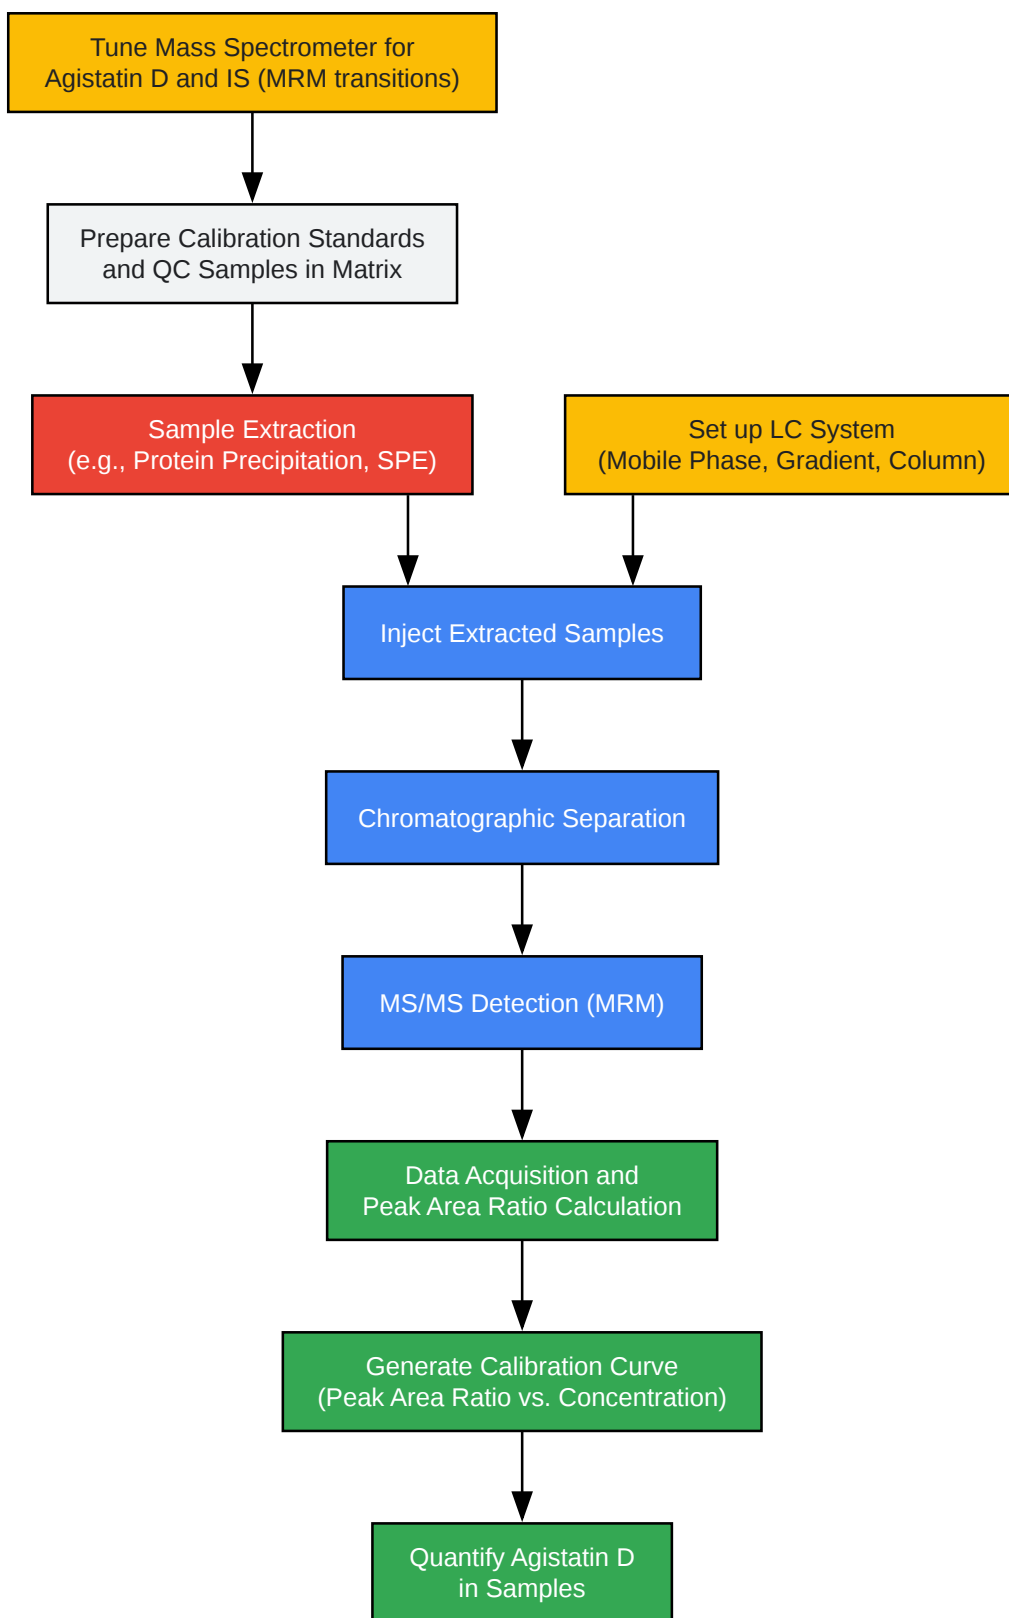 Tune Mass Spectrometer for
Agistatin D and IS (MRM transitions)
Prepare Calibration Standards
and QC Samples in Matrix
Sample Extraction
(e.g., Protein Precipitation, SPE)
Set up LC System
(Mobile Phase, Gradient, Column)
Inject Extracted Samples
Chromatographic Separation
MS/MS Detection (MRM)
Data Acquisition and
Peak Area Ratio Calculation
Generate Calibration Curve
(Peak Area Ratio vs. Concentration)
Quantify Agistatin D
in Samples